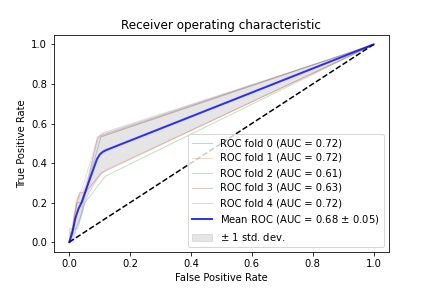 Receiver operating characteristic
True Positive Rate
1.0
0.8
0.6
0.4
0.2
0.0
ROC fold 0 (AUC = 0.72)
ROC fold 1 (AUC = 0.72)
ROC fold 2 (AUC = 0.61)
ROC fold 3 (AUC = 0.63)
ROC fold 4 (AUC = 0.72)
Mean ROC (AUC = 0.68 ± 0.05)
± 1 std. dev.
0.0 0.2 0.4 0.6 0.8 1.0
False Positive Rate